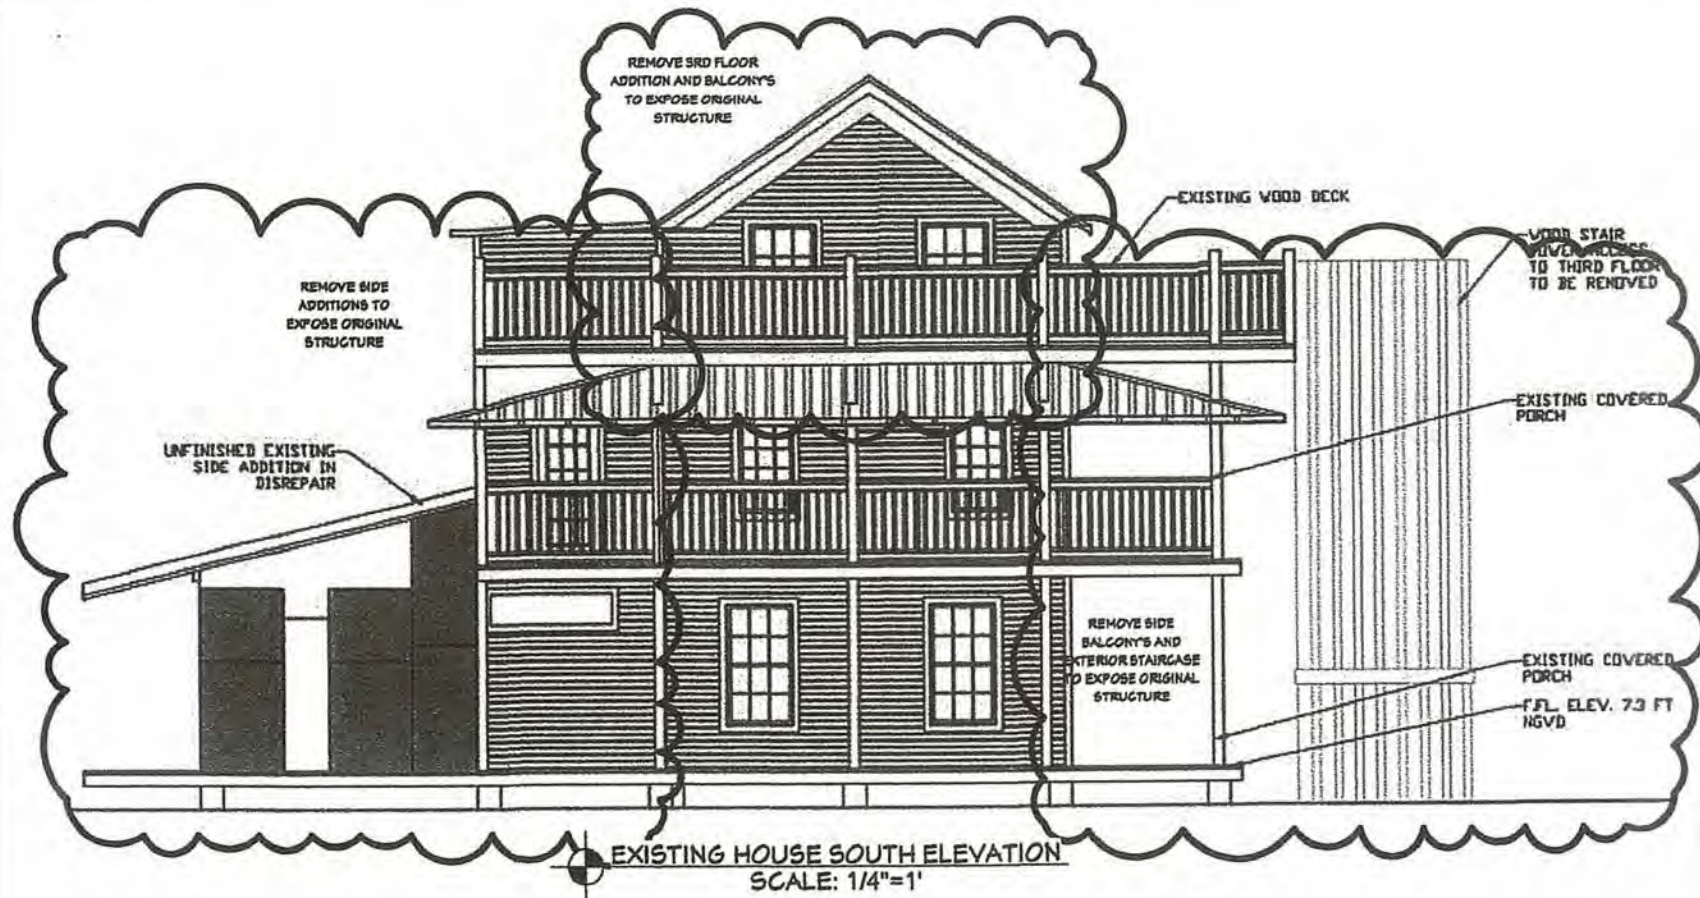 REMOVE 3RD FLOOR
ADDITION AND BALCONY'S
TO EXPOSE ORIGINAL
STRUCTURE
EXISTING WOOD DECK
WOOD STAIR
TOWER ACCESS
TO THIRD FLOOR
TO BE REMOVED
REMOVE SIDE
ADDITIONS TO
EXPOSE ORIGINAL
STRUCTURE
EXISTING COVERED
PORCH
UNFINISHED EXISTING
SIDE ADDITION IN
DISREPAIR
REMOVE SIDE
BALCONY'S AND
EXTERIOR STAIRCASE
TO EXPOSE ORIGINAL
STRUCTURE
EXISTING COVERED
PORCH
F.FL. ELEV. 7.3 FT
NGVD
EXISTING HOUSE SOUTH ELEVATION
SCALE: 1/4"=1'